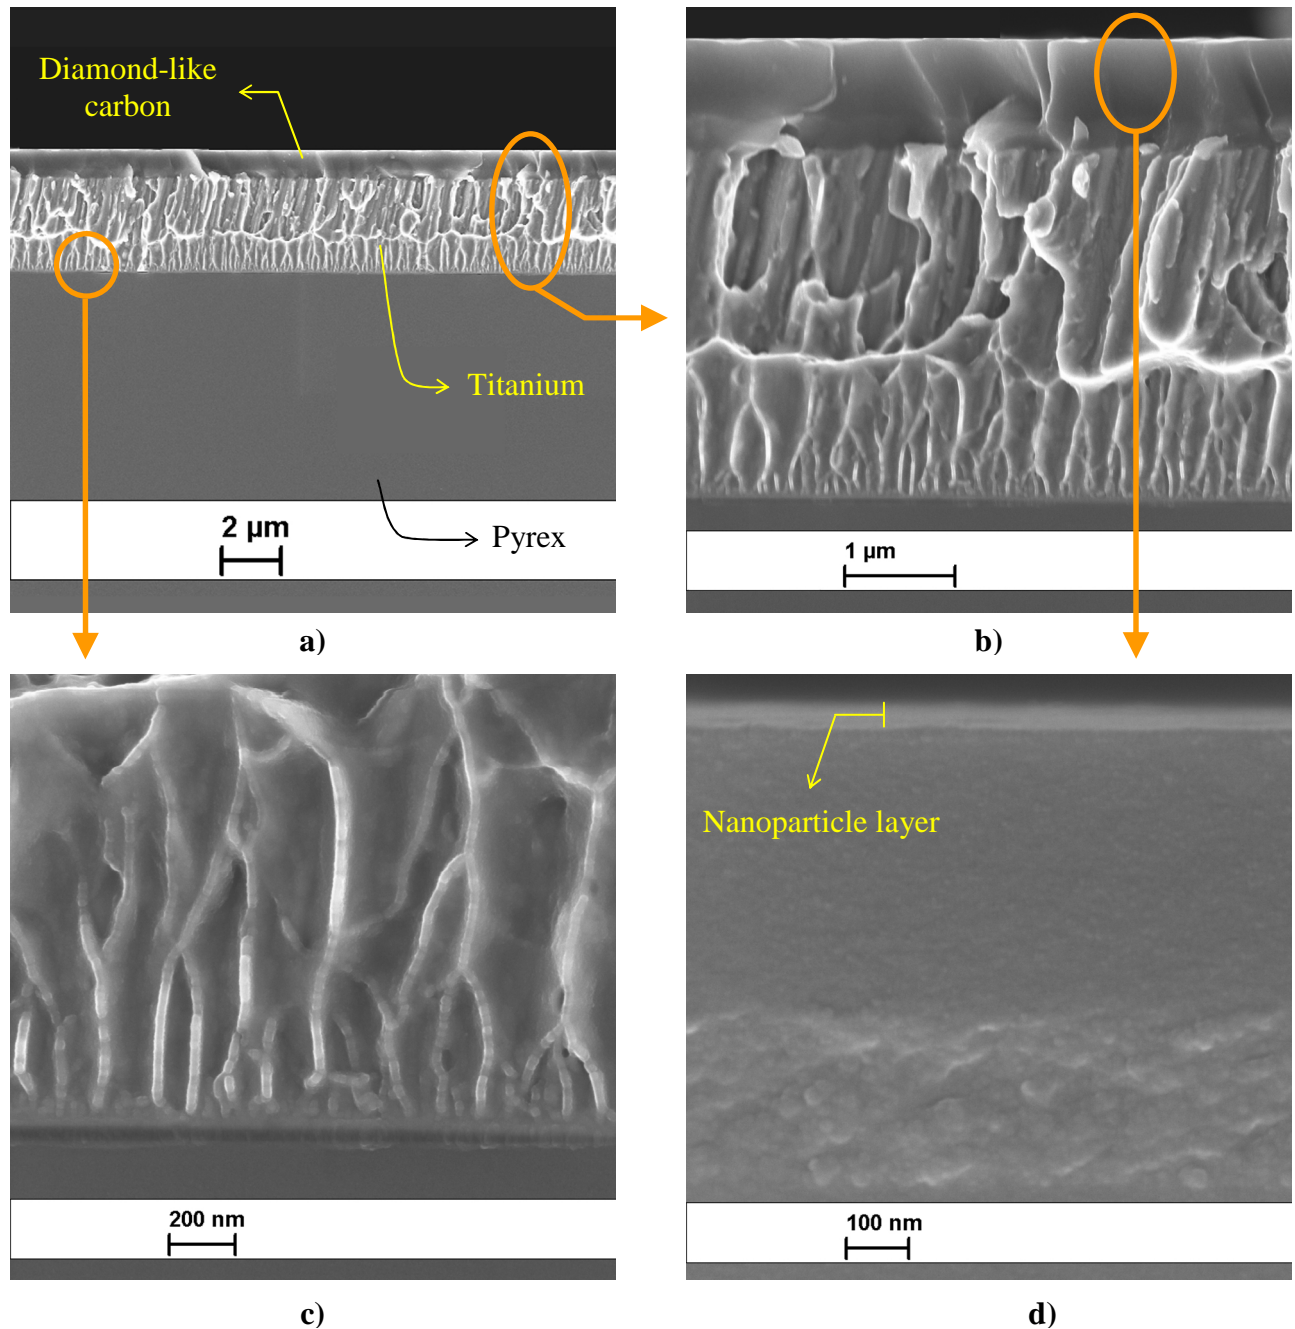 Diamond-like
carbon
Titanium
2 µm
Pyrex
a)
1 µm
b)
200 nm
c)
Nanoparticle layer
100 nm
d)